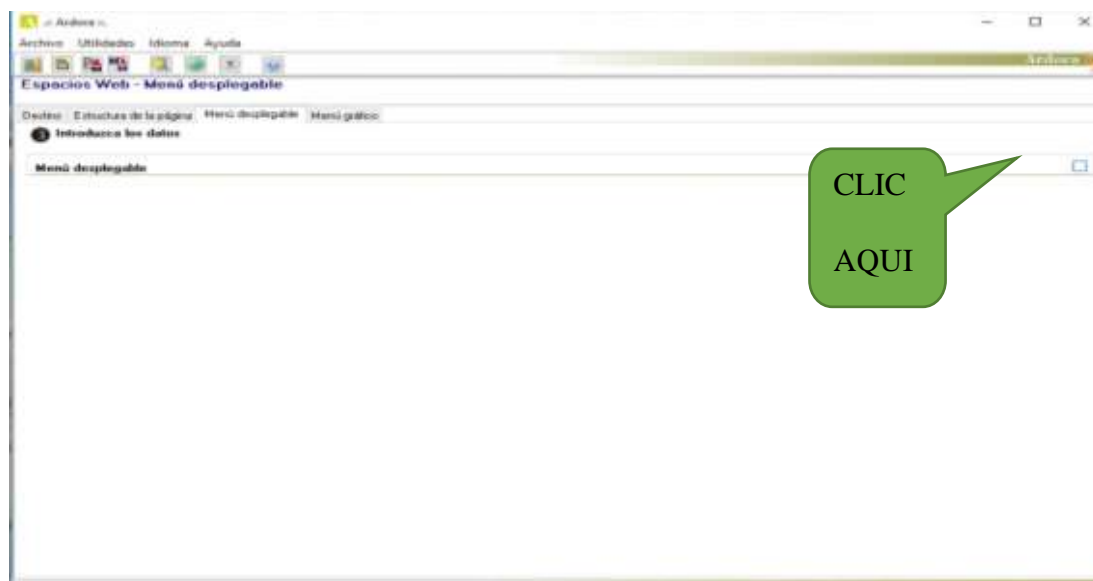 .:: Ardora ::.
Archivo Utilidades Idioma Ayuda
Ardora
Espacios Web - Menú desplegable
Destino Estructura de la página Menú desplegable Menú gráfico
Introduzca los datos
Menú desplegable
CLIC
AQUI